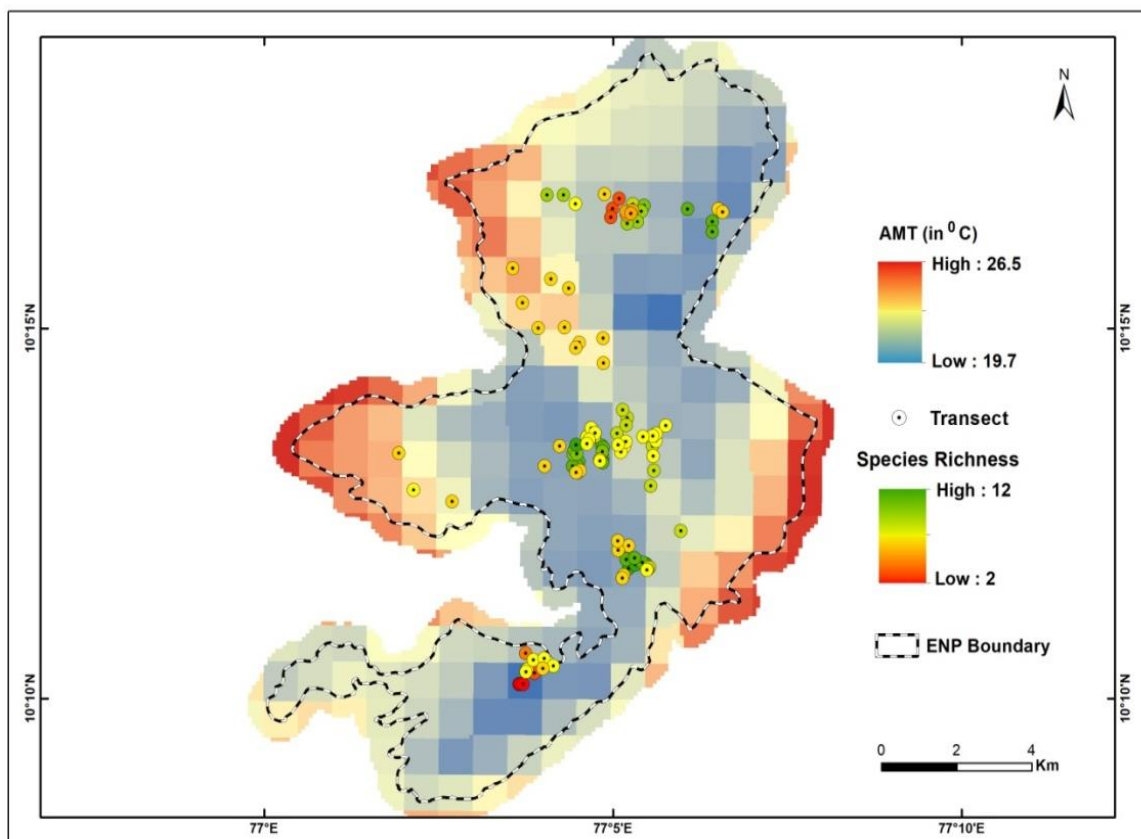 N
AMT (in ⁰ C)
High : 26.5
Low : 19.7
Transect
Species Richness
High : 12
Low : 2
ENP Boundary
0 2 4
Km
10°15'N
10°15'N
10°10'N
10°10'N
77°E
77°5'E
77°10'E